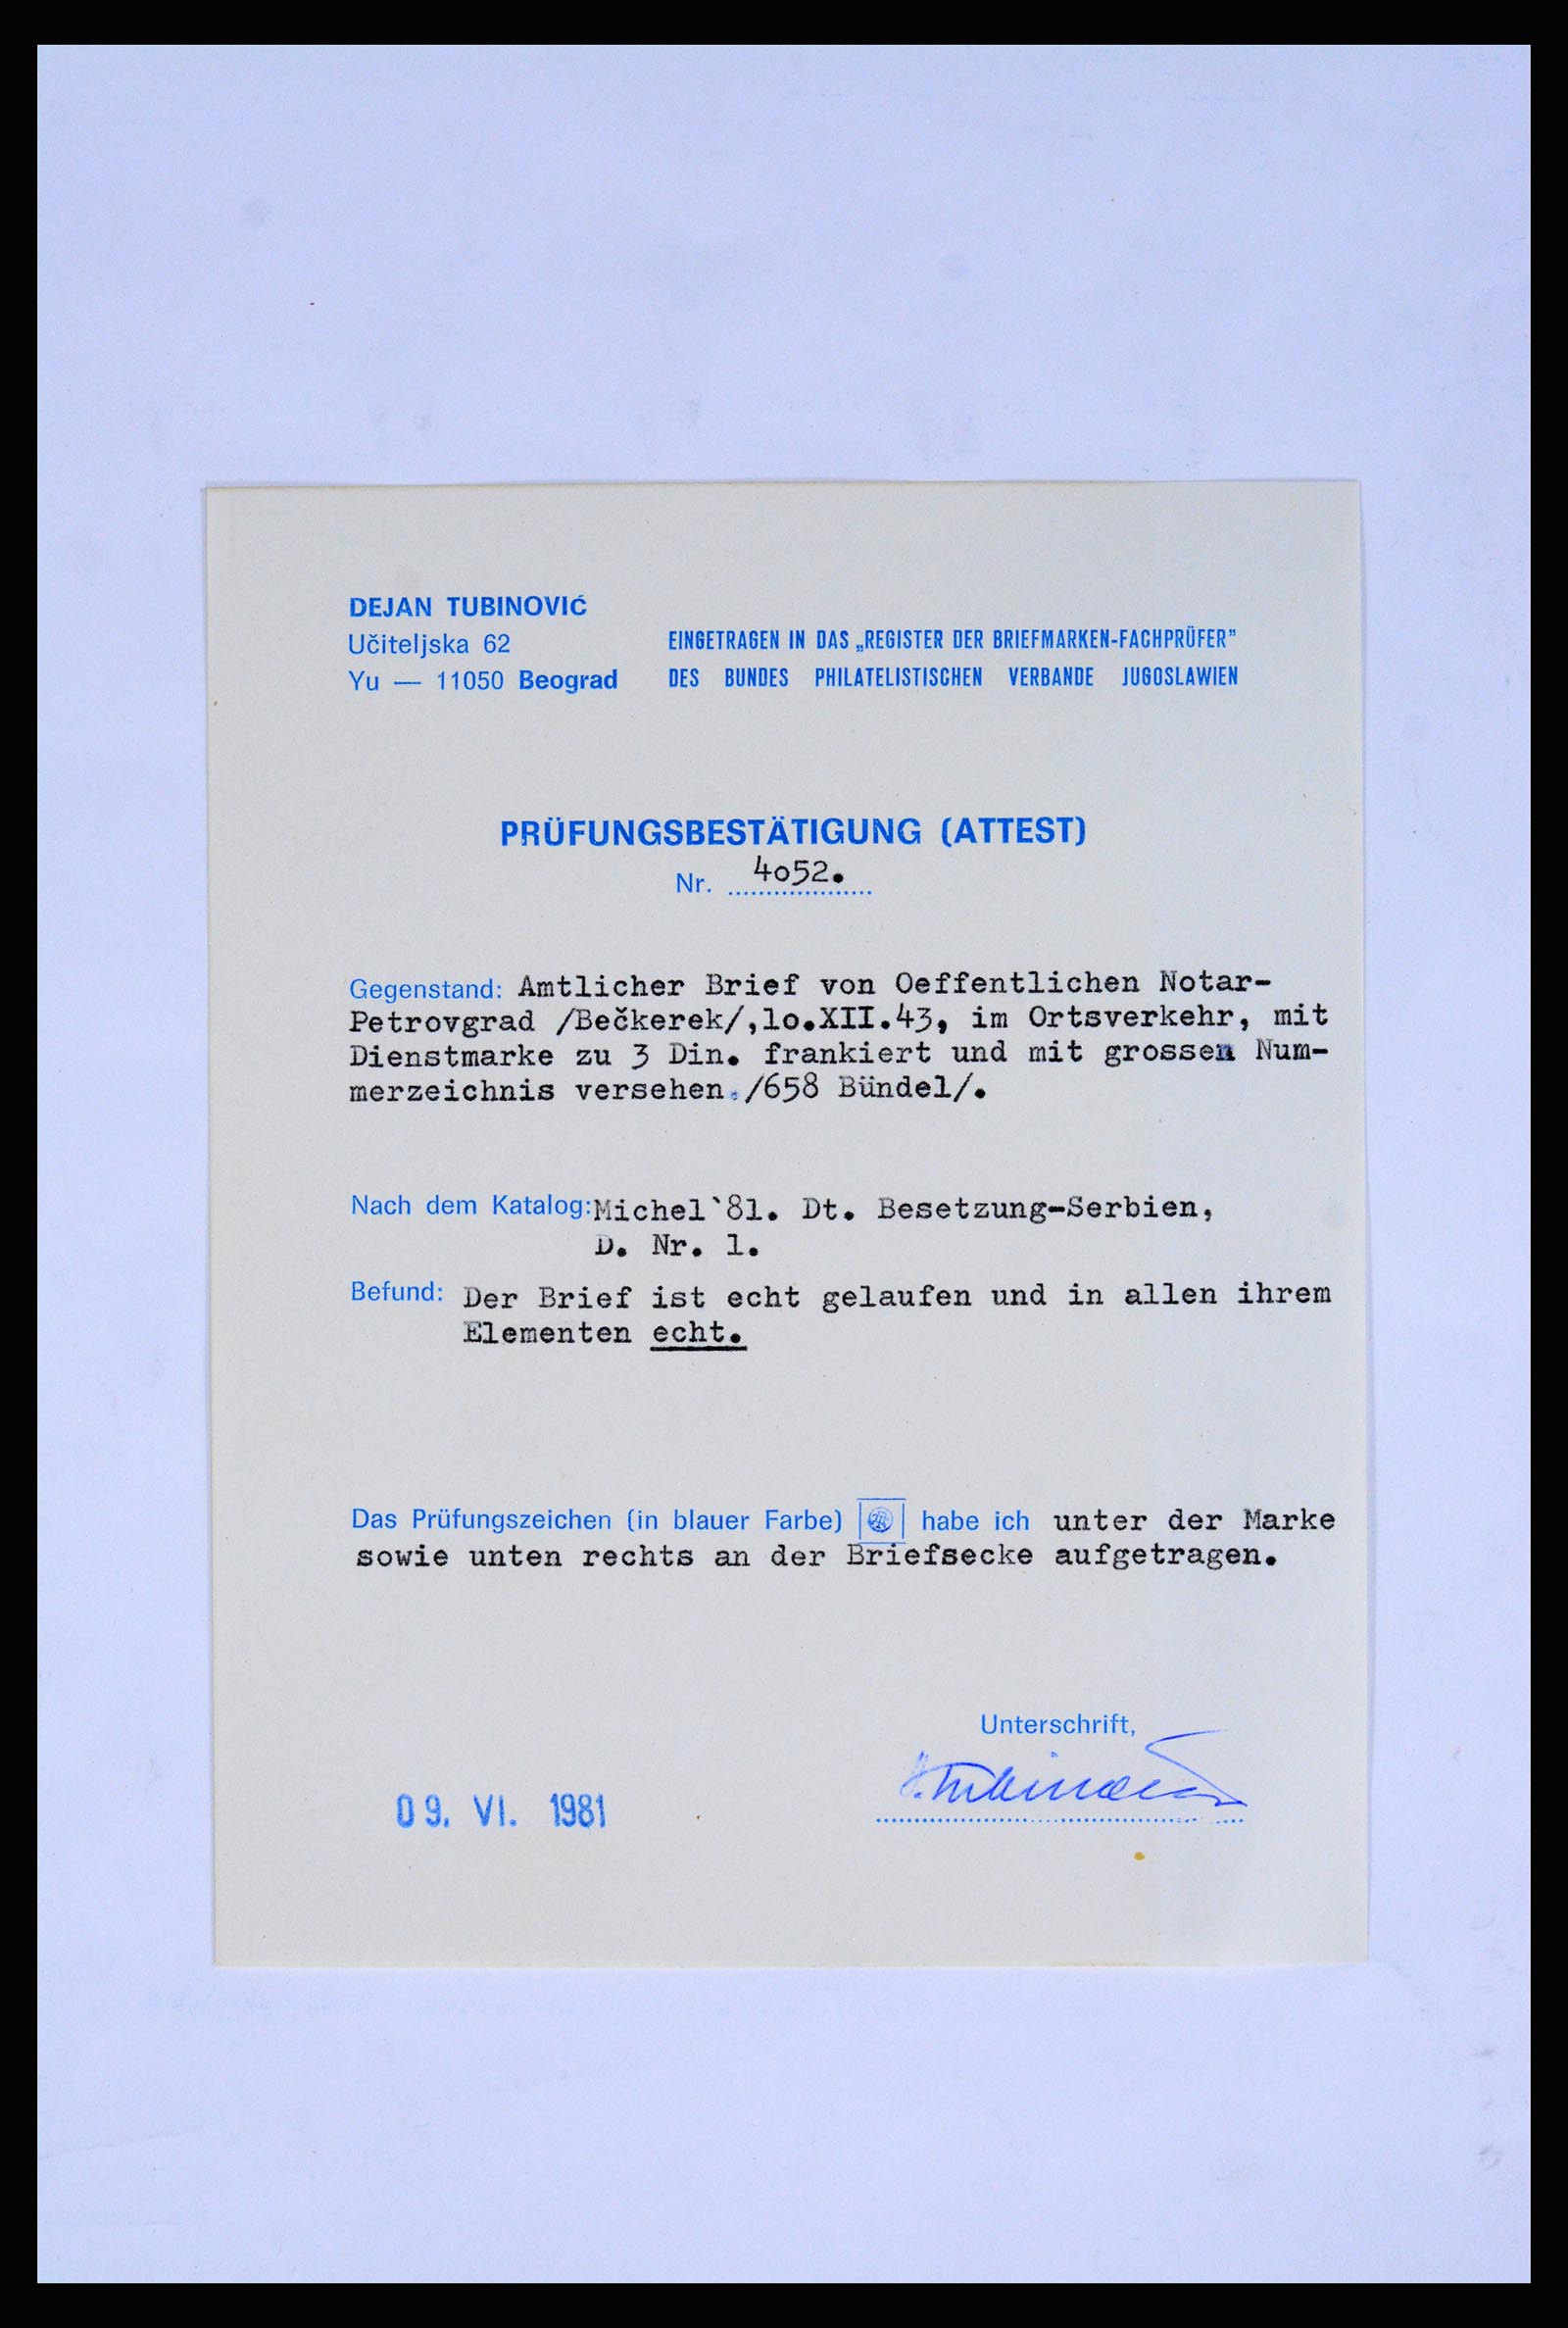 DEJAN TUBINOVIĆ
Učiteljska 62
Yu — 11050 Beograd
EINGETRAGEN IN DAS „REGISTER DER BRIEFMARKEN-FACHPRÜFER”
DES BUNDES PHILATELISTISCHEN VERBANDE JUGOSLAWIEN
PRÜFUNGSBESTÄTIGUNG (ATTEST)
Nr. 4o52.
Gegenstand: Amtlicher Brief von Oeffentlichen Notar-
Petrovgrad /Bečkerek/,lo.XII.43, im Ortsverkehr, mit
Dienstmarke zu 3 Din. frankiert und mit grossen Num-
merzeichnis versehen./658 Bündel/.
Nach dem Katalog:Michel`81. Dt. Besetzung-Serbien,
D. Nr. 1.
Befund: Der Brief ist echt gelaufen und in allen ihrem
Elementen echt.
Das Prüfungszeichen (in blauer Farbe) habe ich unter der Marke
sowie unten rechts an der Briefsecke aufgetragen.
Unterschrift,
09. VI. 1981